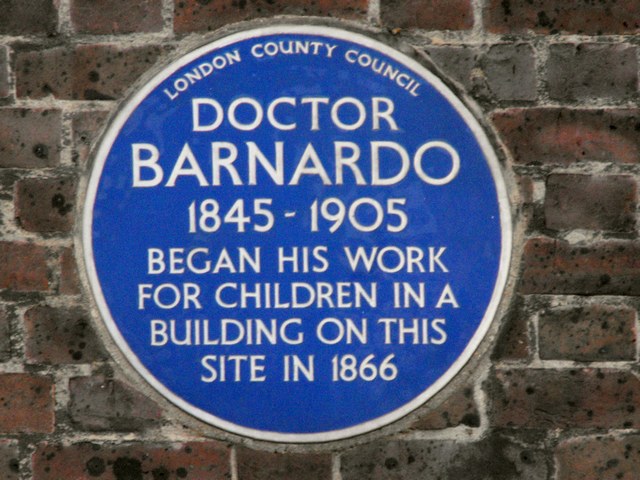 LONDON COUNTY COUNCIL
DOCTOR
BARNARDO
1845 - 1905
BEGAN HIS WORK
FOR CHILDREN IN A
BUILDING ON THIS
SITE IN 1866